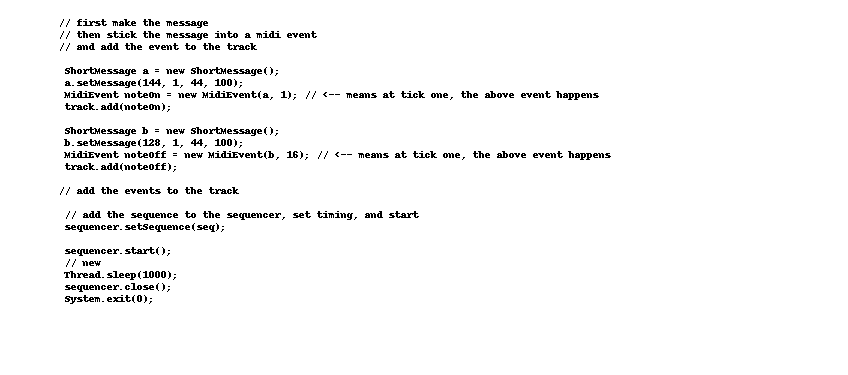 // first make the message
// then stick the message into a midi event
// and add the event to the track
ShortMessage a = new ShortMessage();
a.setMessage(144, 1, 44, 100);
MidiEvent noteOn = new MidiEvent(a, 1); // <-- means at tick one, the above event happens
track.add(noteOn);
ShortMessage b = new ShortMessage();
b.setMessage(128, 1, 44, 100);
MidiEvent noteOff = new MidiEvent(b, 16); // <-- means at tick one, the above event happens
track.add(noteOff);
// add the events to the track
// add the sequence to the sequencer, set timing, and start
sequencer.setSequence(seq);
sequencer.start();
// new
Thread.sleep(1000);
sequencer.close();
System.exit(0);